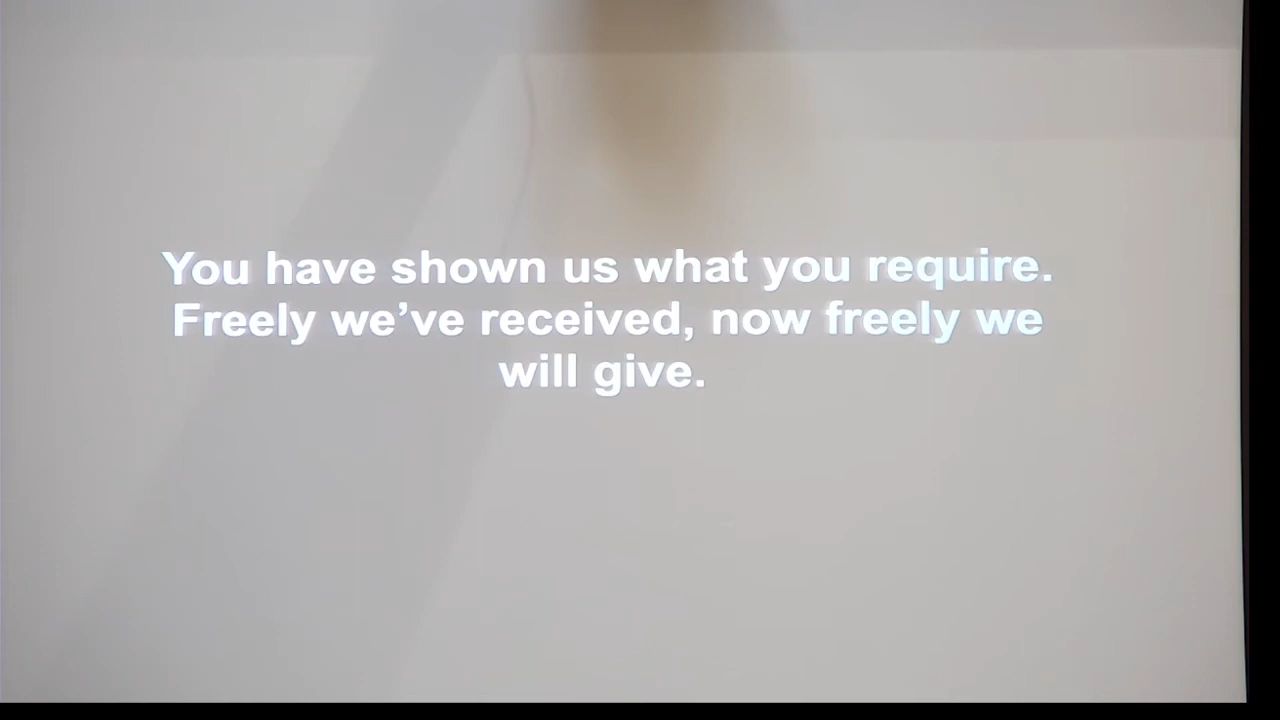 You have shown us what you require.
Freely we’ve received, now freely we
will give.